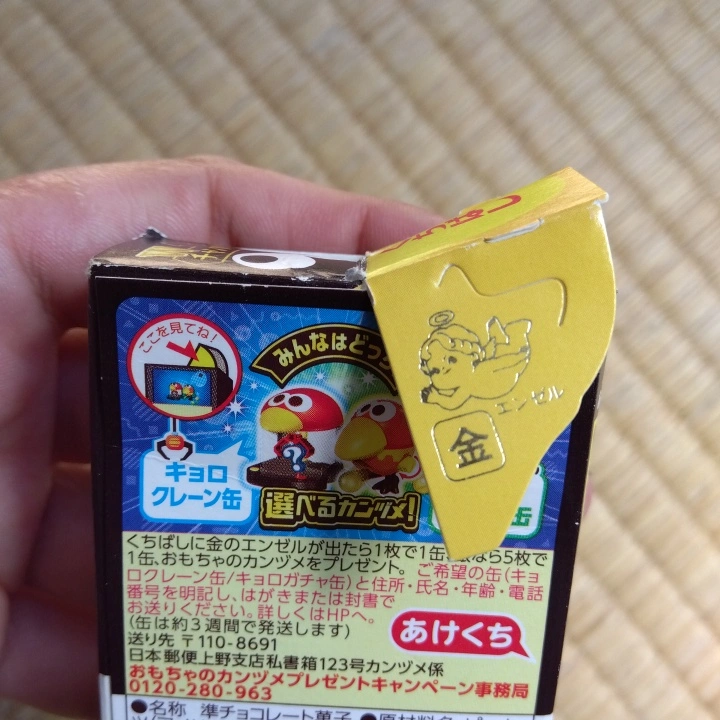 ここを見てね!
みんなはどっ
キョロ
クレーン缶
選べるカンヅメ!
缶
エンゼル
金
くちばしに金のエンゼルが出たら1枚で1缶、銀なら5枚で
1缶、おもちゃのカンヅメをプレゼント。ご希望の缶(キョ
ロクレーン缶/キョロガチャ缶)と住所・氏名・年齢・電話
番号を明記し、はがきまたは封書で
お送りください。詳しくはHPへ。
(缶は約3週間で発送します)
あけくち
送り先 〒110-8691
日本郵便上野支店私書箱123号カンヅメ係
おもちゃのカンヅメプレゼントキャンペーン事務局
0120-280-963
●名称 準チョコレート菓子